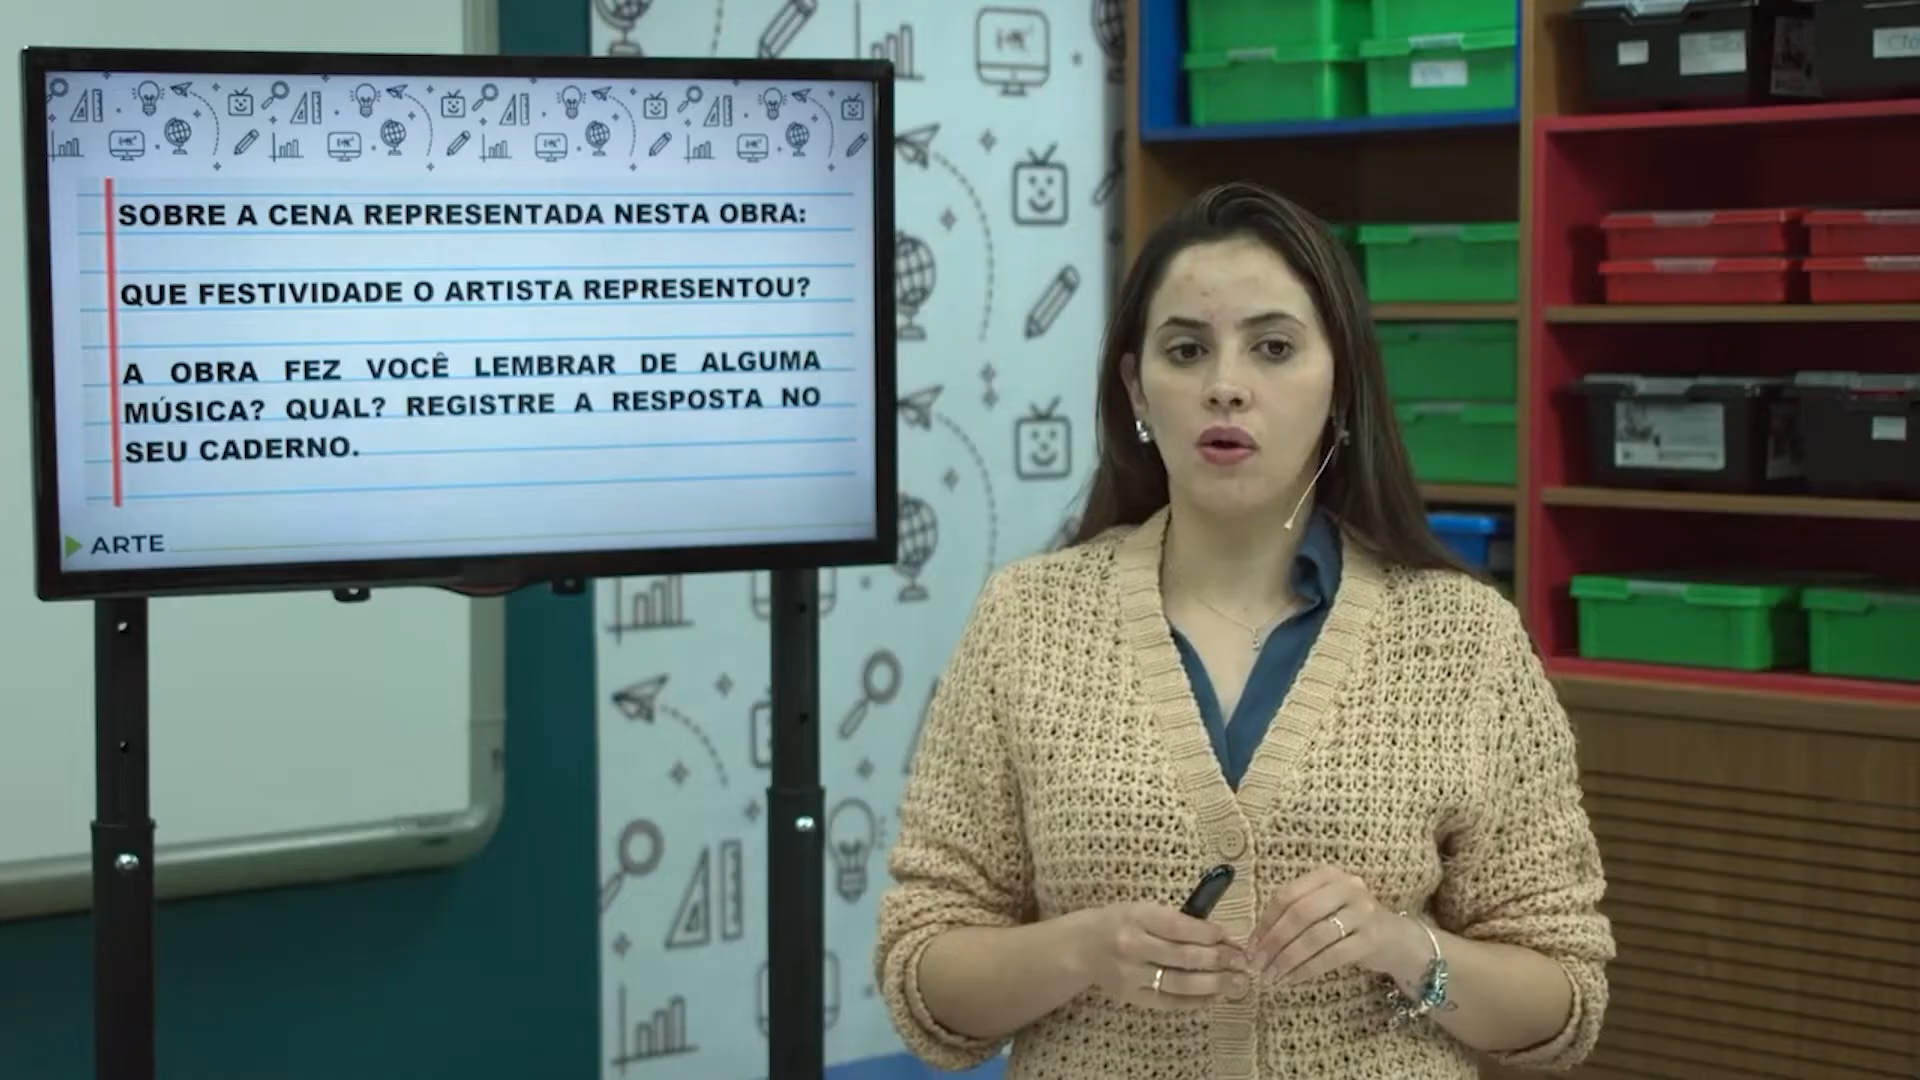 SOBRE A CENA REPRESENTADA NESTA OBRA:
QUE FESTIVIDADE O ARTISTA REPRESENTOU?
A OBRA FEZ VOCÊ LEMBRAR DE ALGUMA
MÚSICA? QUAL? REGISTRE A RESPOSTA NO
SEU CADERNO.
ARTE